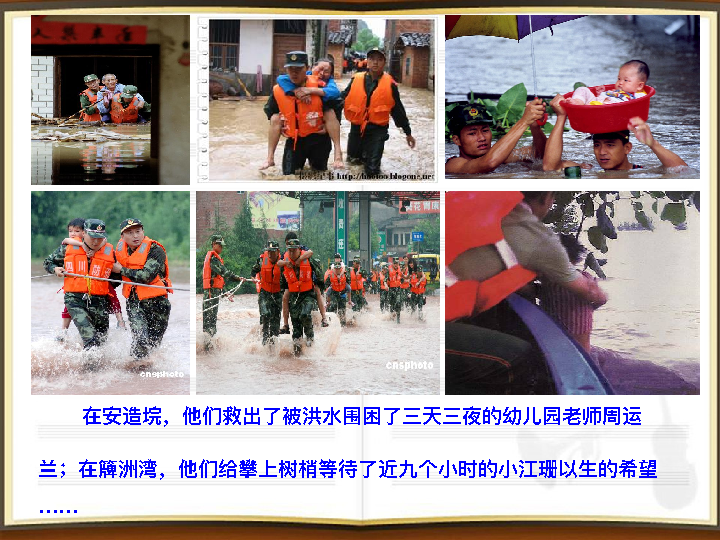 cnsphoto
cnsphoto
在安造垸，他们救出了被洪水围困了三天三夜的幼儿园老师周运
兰；在簰洲湾，他们给攀上树梢等待了近九个小时的小江珊以生的希望
……